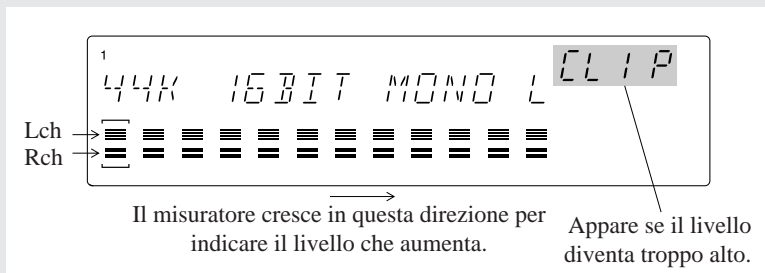 1
CLIP
44K 16BIT MONO L
Lch
Rch
Il misuratore cresce in questa direzione per
indicare il livello che aumenta.
Appare se il livello
diventa troppo alto.